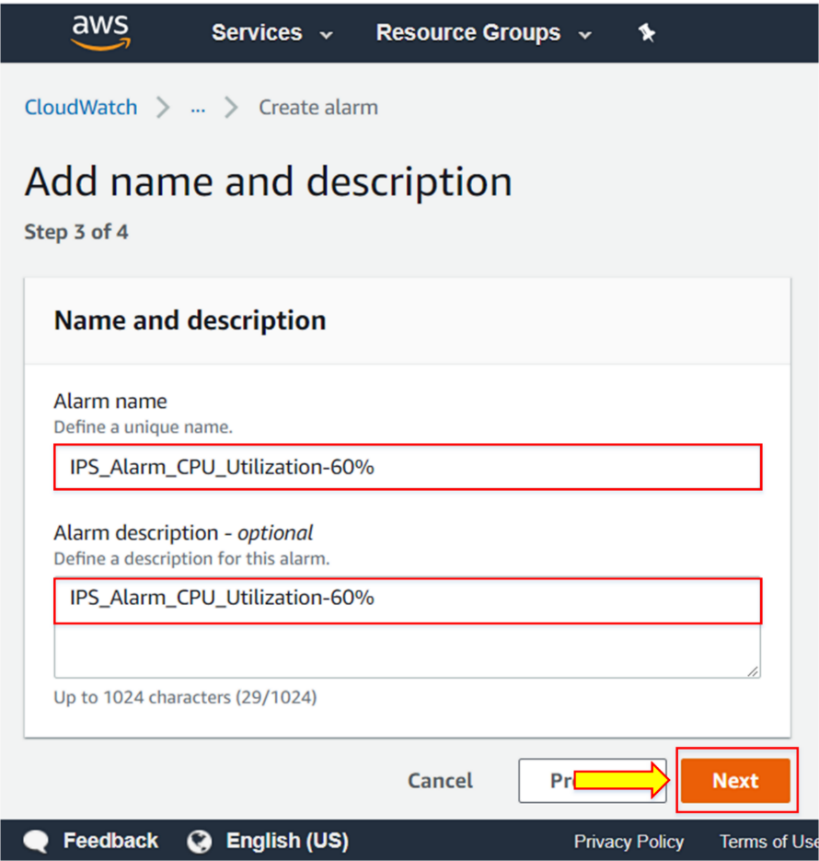 aws Services Resource Groups
CloudWatch > ... > Create alarm
Add name and description
Step 3 of 4
Name and description
Alarm name
Define a unique name.
IPS_Alarm_CPU_Utilization-60%
Alarm description - optional
Define a description for this alarm.
IPS_Alarm_CPU_Utilization-60%
Up to 1024 characters (29/1024)
Cancel Next
Feedback English (US) Privacy Policy Terms of Use